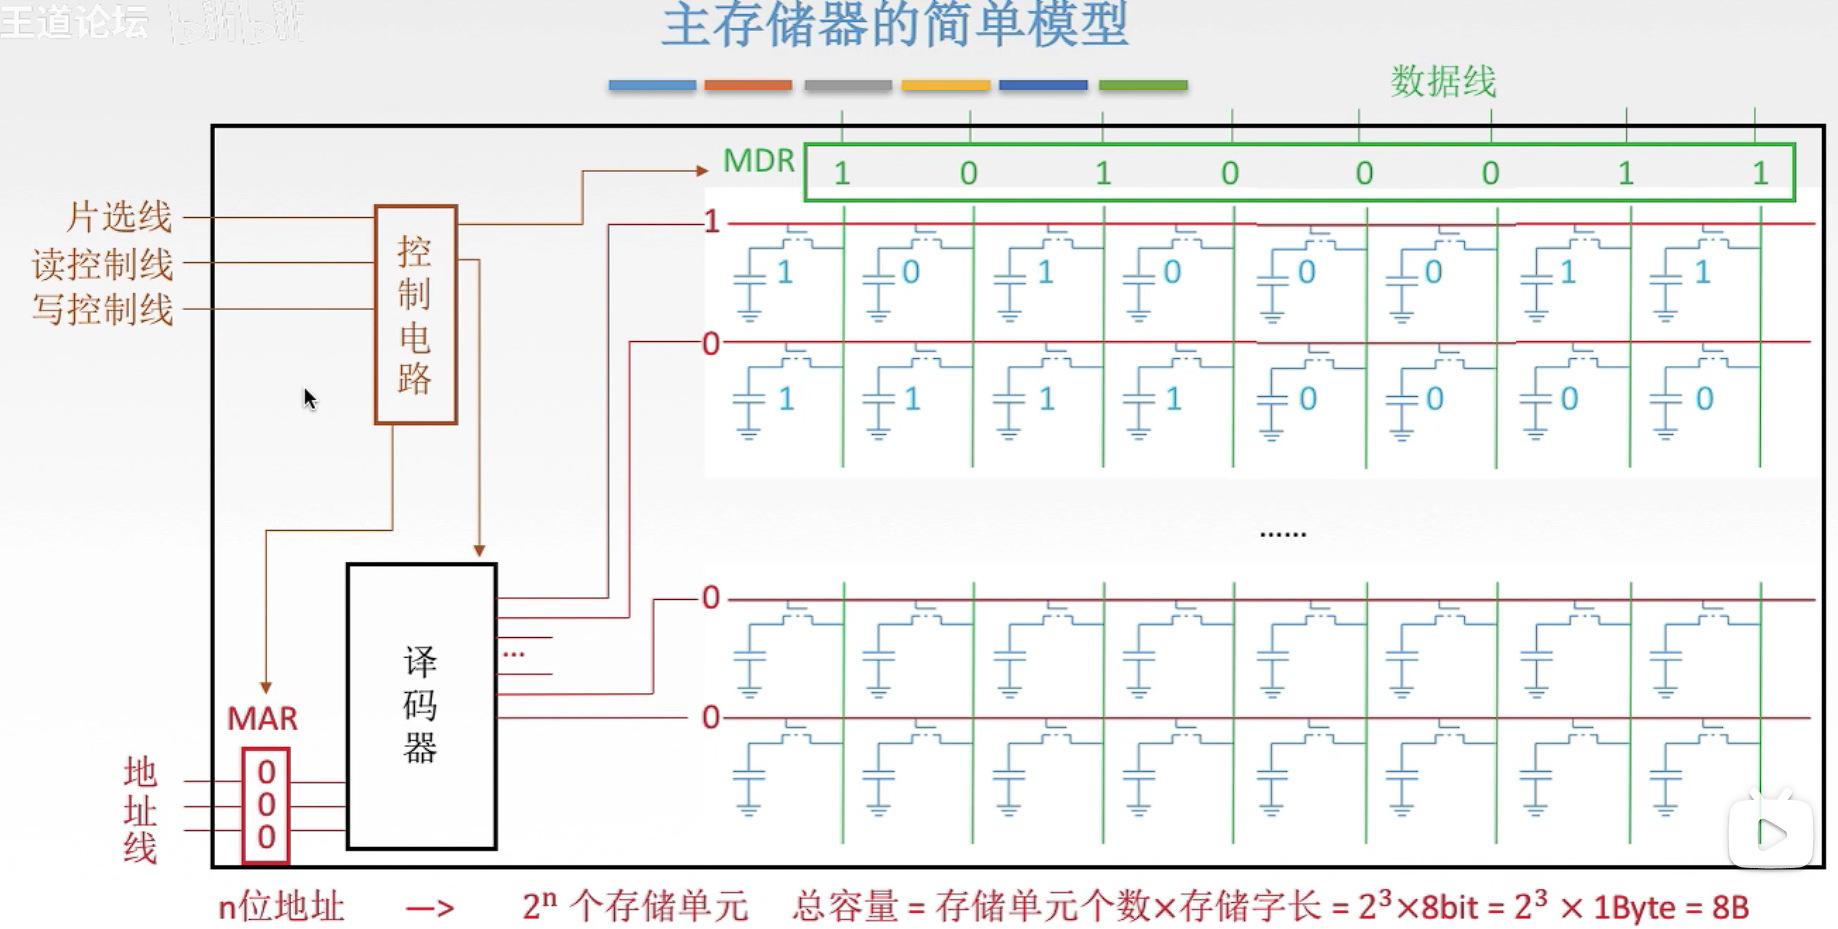 王道论坛 bilibili
主存储器的简单模型
数据线
MDR 1 0 1 0 0 0 1 1
片选线
读控制线
写控制线
控制电路
1
1 0 1 0 0 0 1 1
0
1 1 1 1 0 0 0 0
......
译码器
...
0
0
MAR
地址线
0
0
0
n位地址 —> 2ⁿ 个存储单元 总容量 = 存储单元个数×存储字长 = 2³×8bit = 2³ × 1Byte = 8B